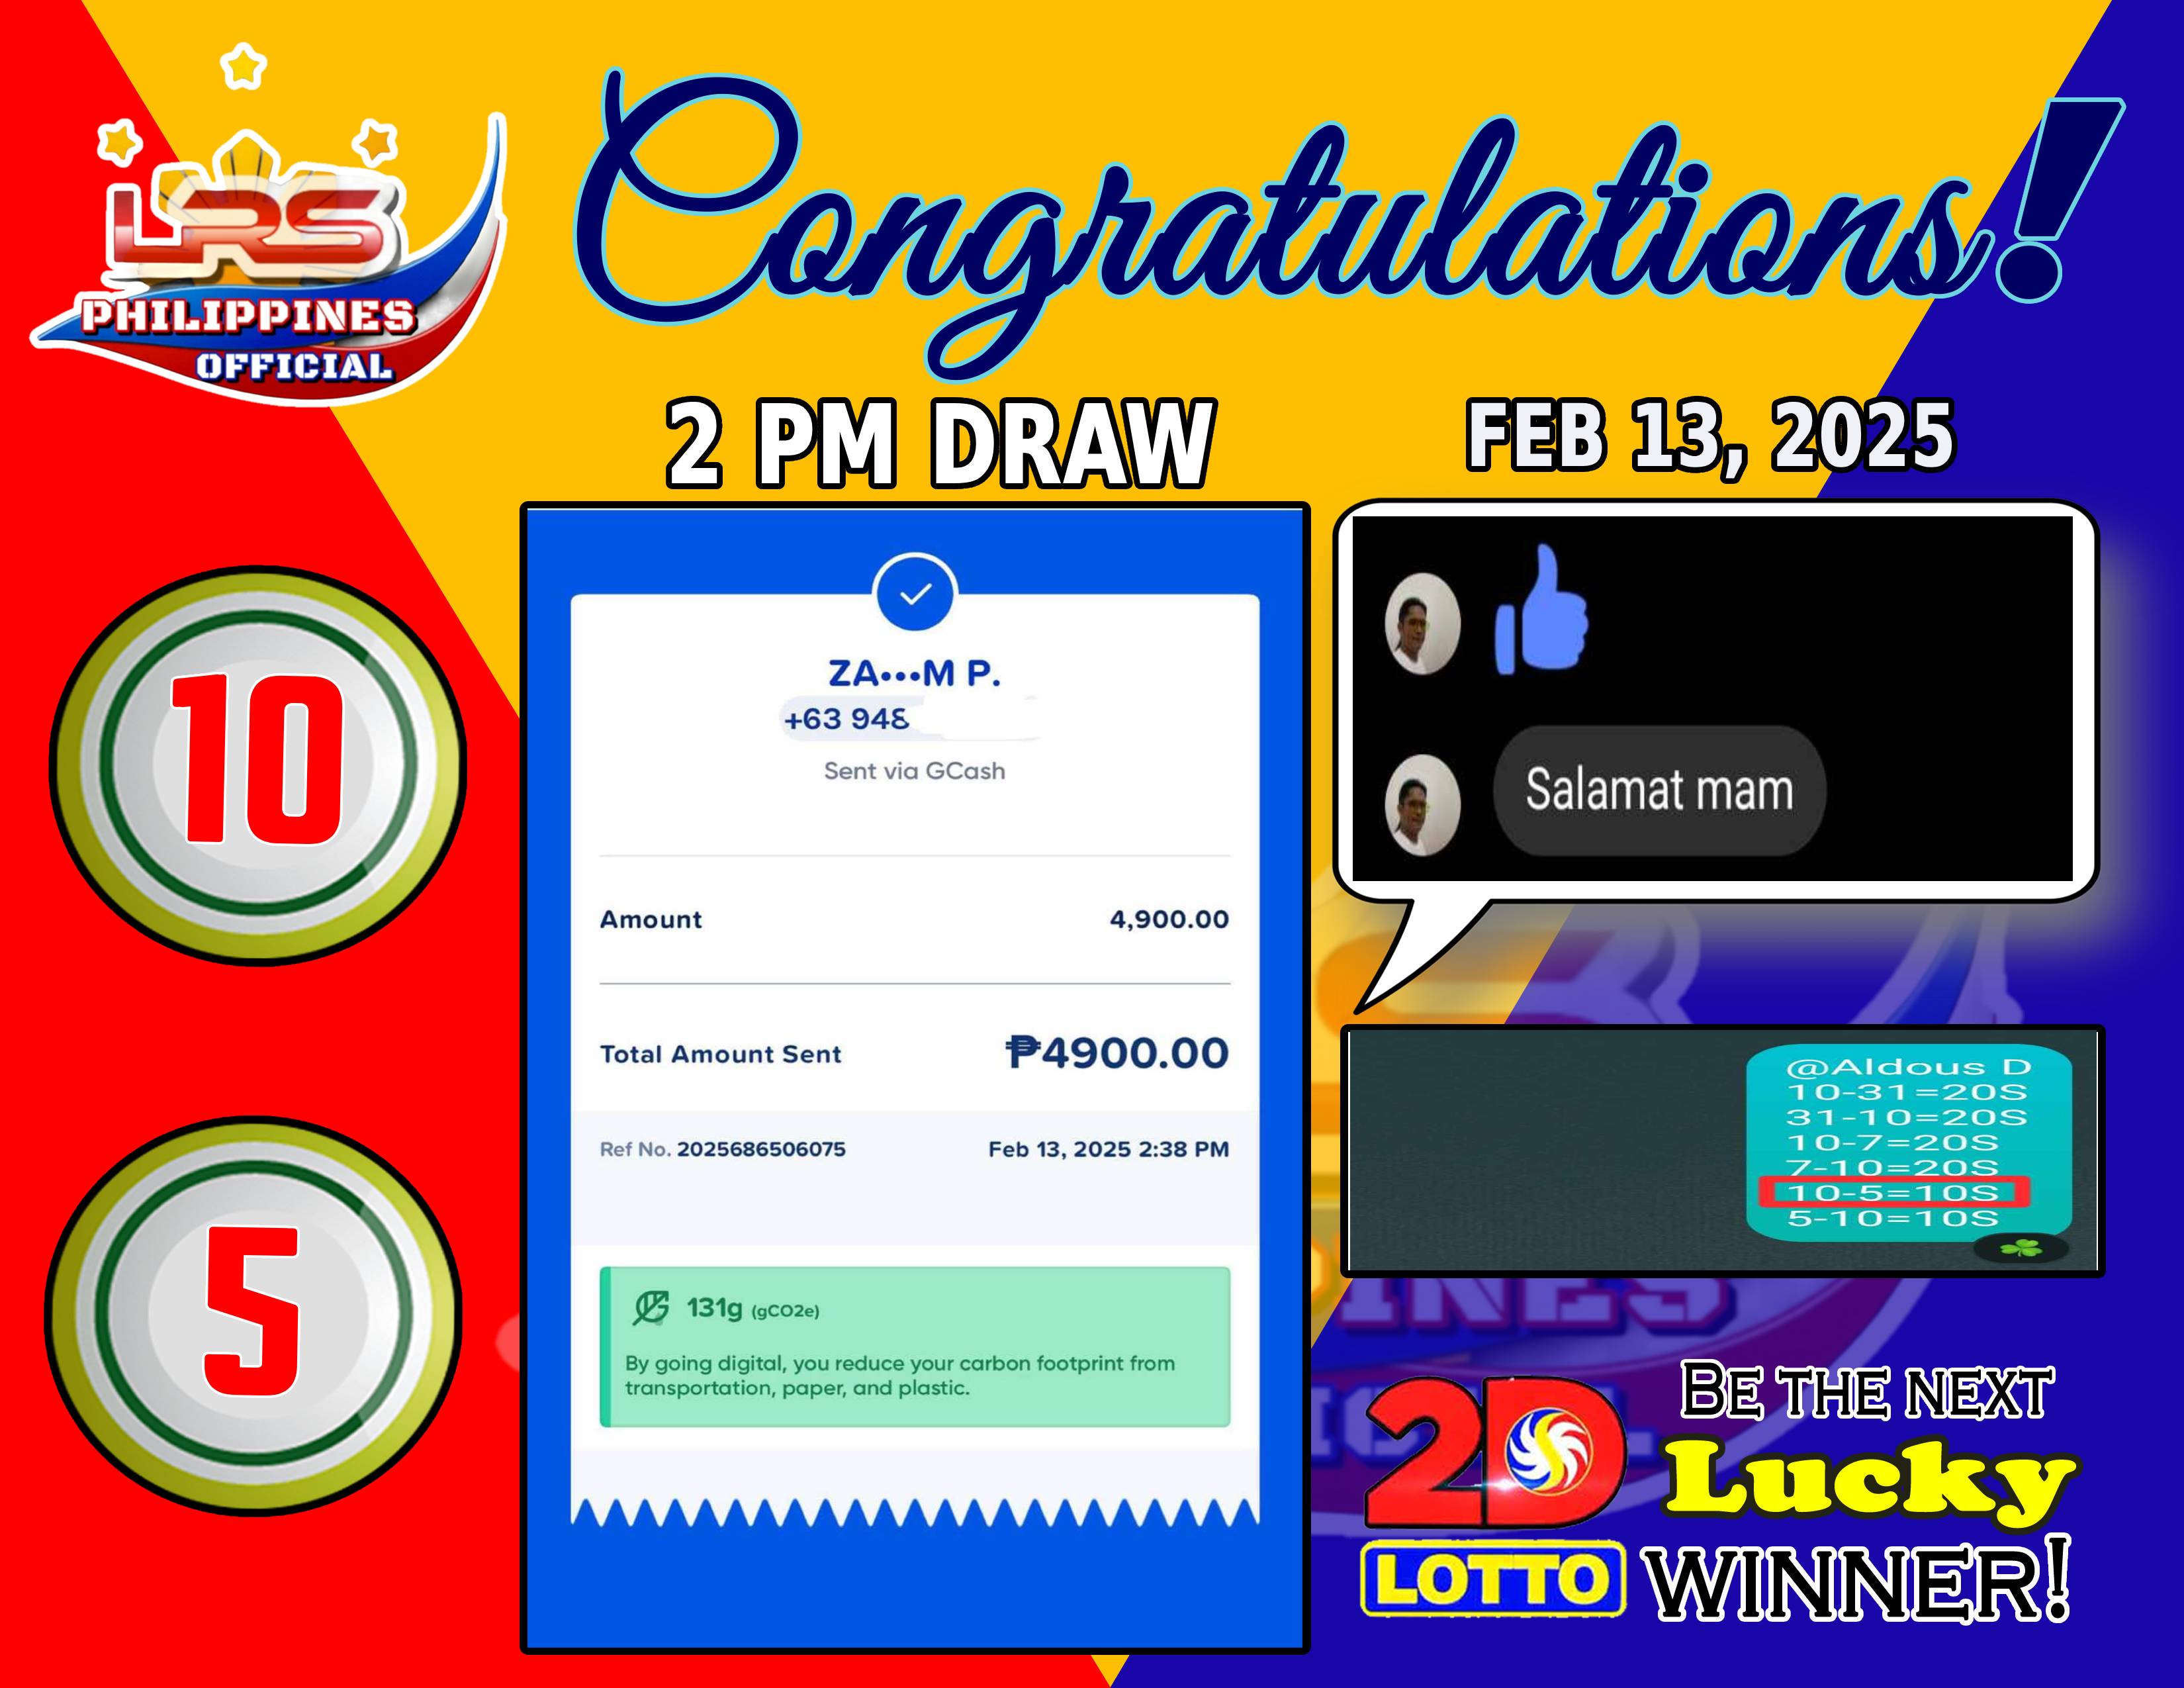 LRS
PHILIPPINES
OFFICIAL
Congratulations!
2 PM DRAW
FEB 13, 2025
10
5
ZA•••M P.
+63 948
Sent via GCash
Amount 4,900.00
Total Amount Sent ₱4900.00
Ref No. 2025686506075 Feb 13, 2025 2:38 PM
131g (gCO2e)
By going digital, you reduce your carbon footprint from
transportation, paper, and plastic.
Salamat mam
@Aldous D
10-31=20S
31-10=20S
10-7=20S
7-10=20S
10-5=10S
5-10=10S
2D
LOTTO
BE THE NEXT
Lucky
WINNER!